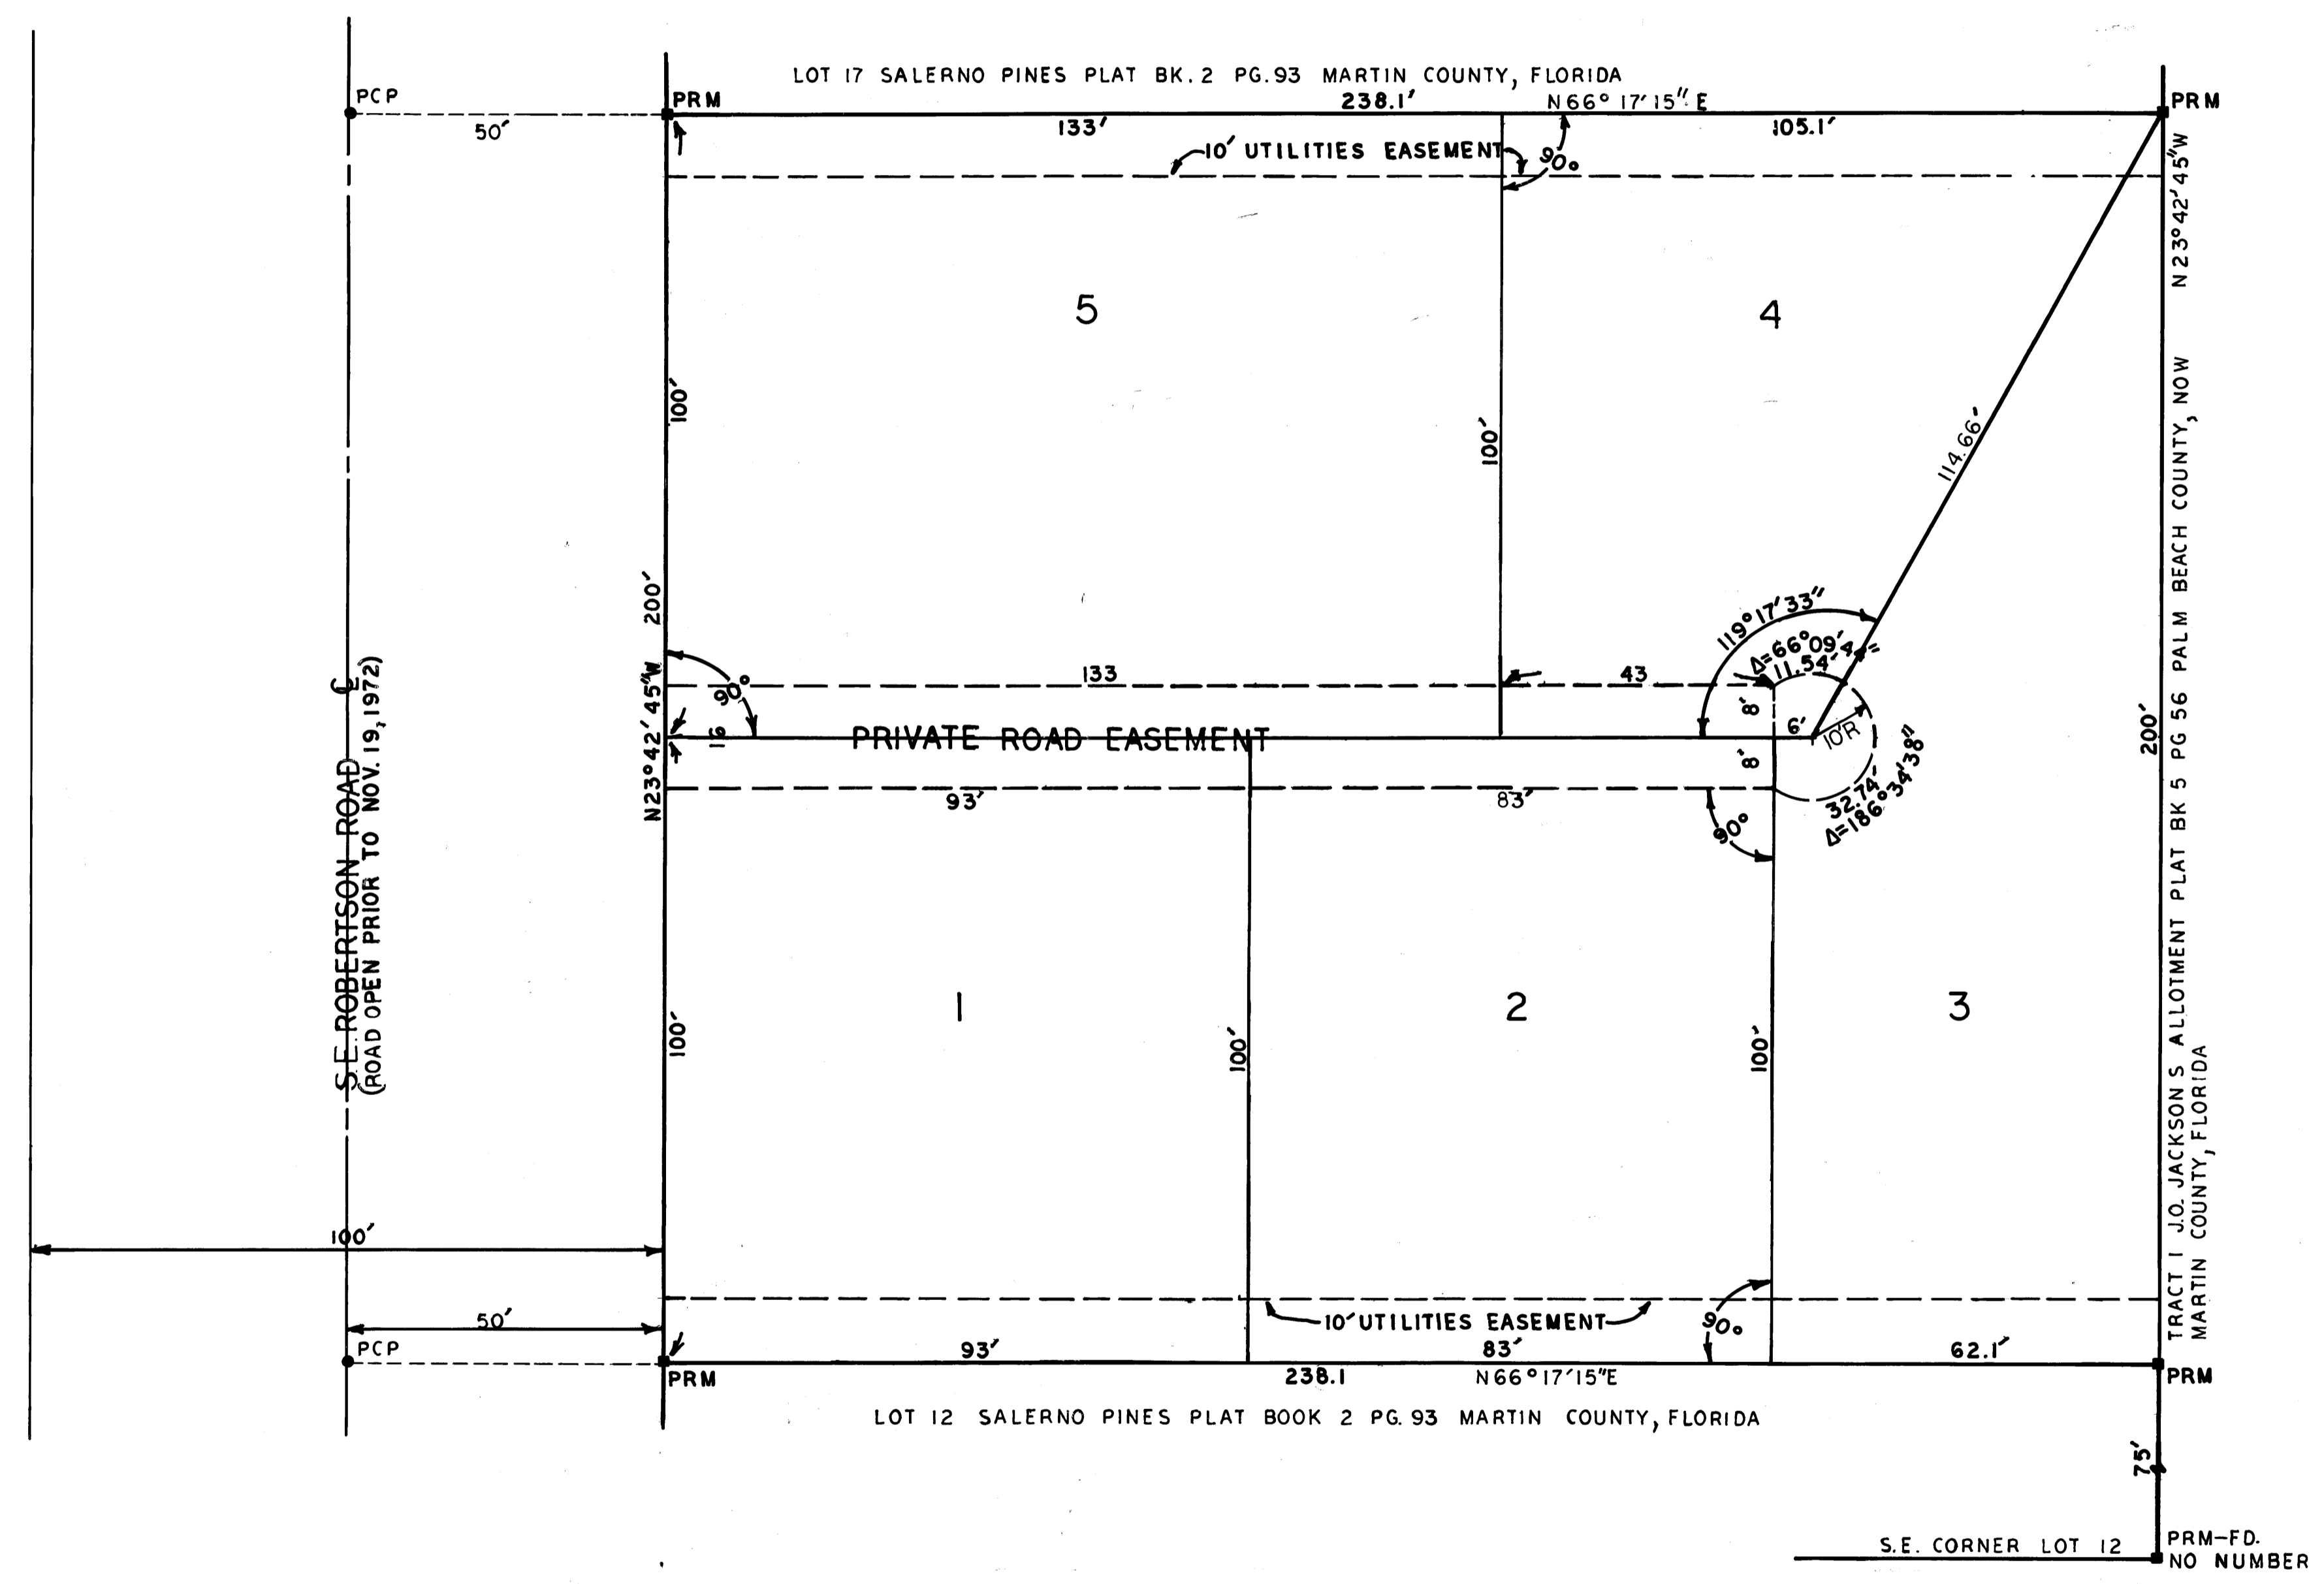 LOT 17 SALERNO PINES PLAT BK. 2 PG. 93 MARTIN COUNTY, FLORIDA
PCP
PRM
238.1'
N66° 17' 15" E
PRM
50'
133'
105.1'
10' UTILITIES EASEMENT
90°
N 23° 42' 45" W
5
4
100'
100'
114.66'
200'
119° 17' 33"
Δ=66°09'44"
11.54'
N23° 42' 45" W
90°
133
43
8'
6'
10'R
16
PRIVATE ROAD EASEMENT
8'
200'
93'
83'
32.74'
Δ=186°34'38"
90°
℄
S.E. ROBERTSON ROAD
(ROAD OPEN PRIOR TO NOV. 19, 1972)
1
2
3
100'
100'
100'
TRACT 1 J.O. JACKSON S ALLOTMENT PLAT BK 5 PG 56 PALM BEACH COUNTY, NOW
MARTIN COUNTY, FLORIDA
100'
50'
10' UTILITIES EASEMENT
90°
PCP
93'
83'
62.1'
PRM
238.1
N66° 17' 15" E
PRM
LOT 12 SALERNO PINES PLAT BOOK 2 PG. 93 MARTIN COUNTY, FLORIDA
75'
S.E. CORNER LOT 12
PRM-FD.
NO NUMBER